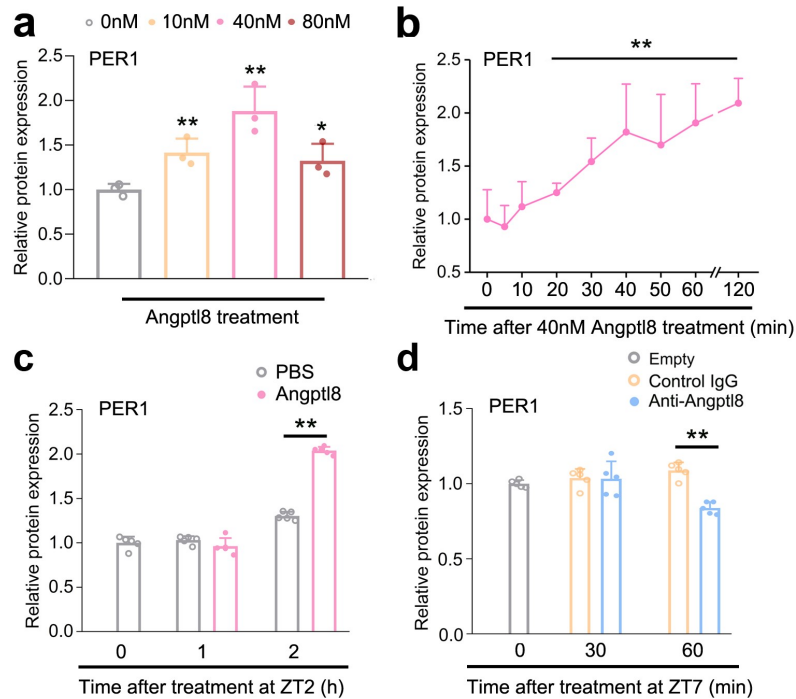 a
0nM 10nM 40nM 80nM
PER1
Relative protein expression
2.5
2.0
1.5
1.0
0.5
0.0
** ** *
Angptl8 treatment
b
PER1
**
Relative protein expression
2.5
2.0
1.5
1.0
0.5
0 10 20 30 40 50 60 120
Time after 40nM Angptl8 treatment (min)
c
PBS
Angptl8
PER1
**
Relative protein expression
2.5
2.0
1.5
1.0
0.5
0.0
0 1 2
Time after treatment at ZT2 (h)
d
Empty
Control IgG
Anti-Angptl8
PER1
**
Relative protein expression
1.5
1.0
0.5
0.0
0 30 60
Time after treatment at ZT7 (min)